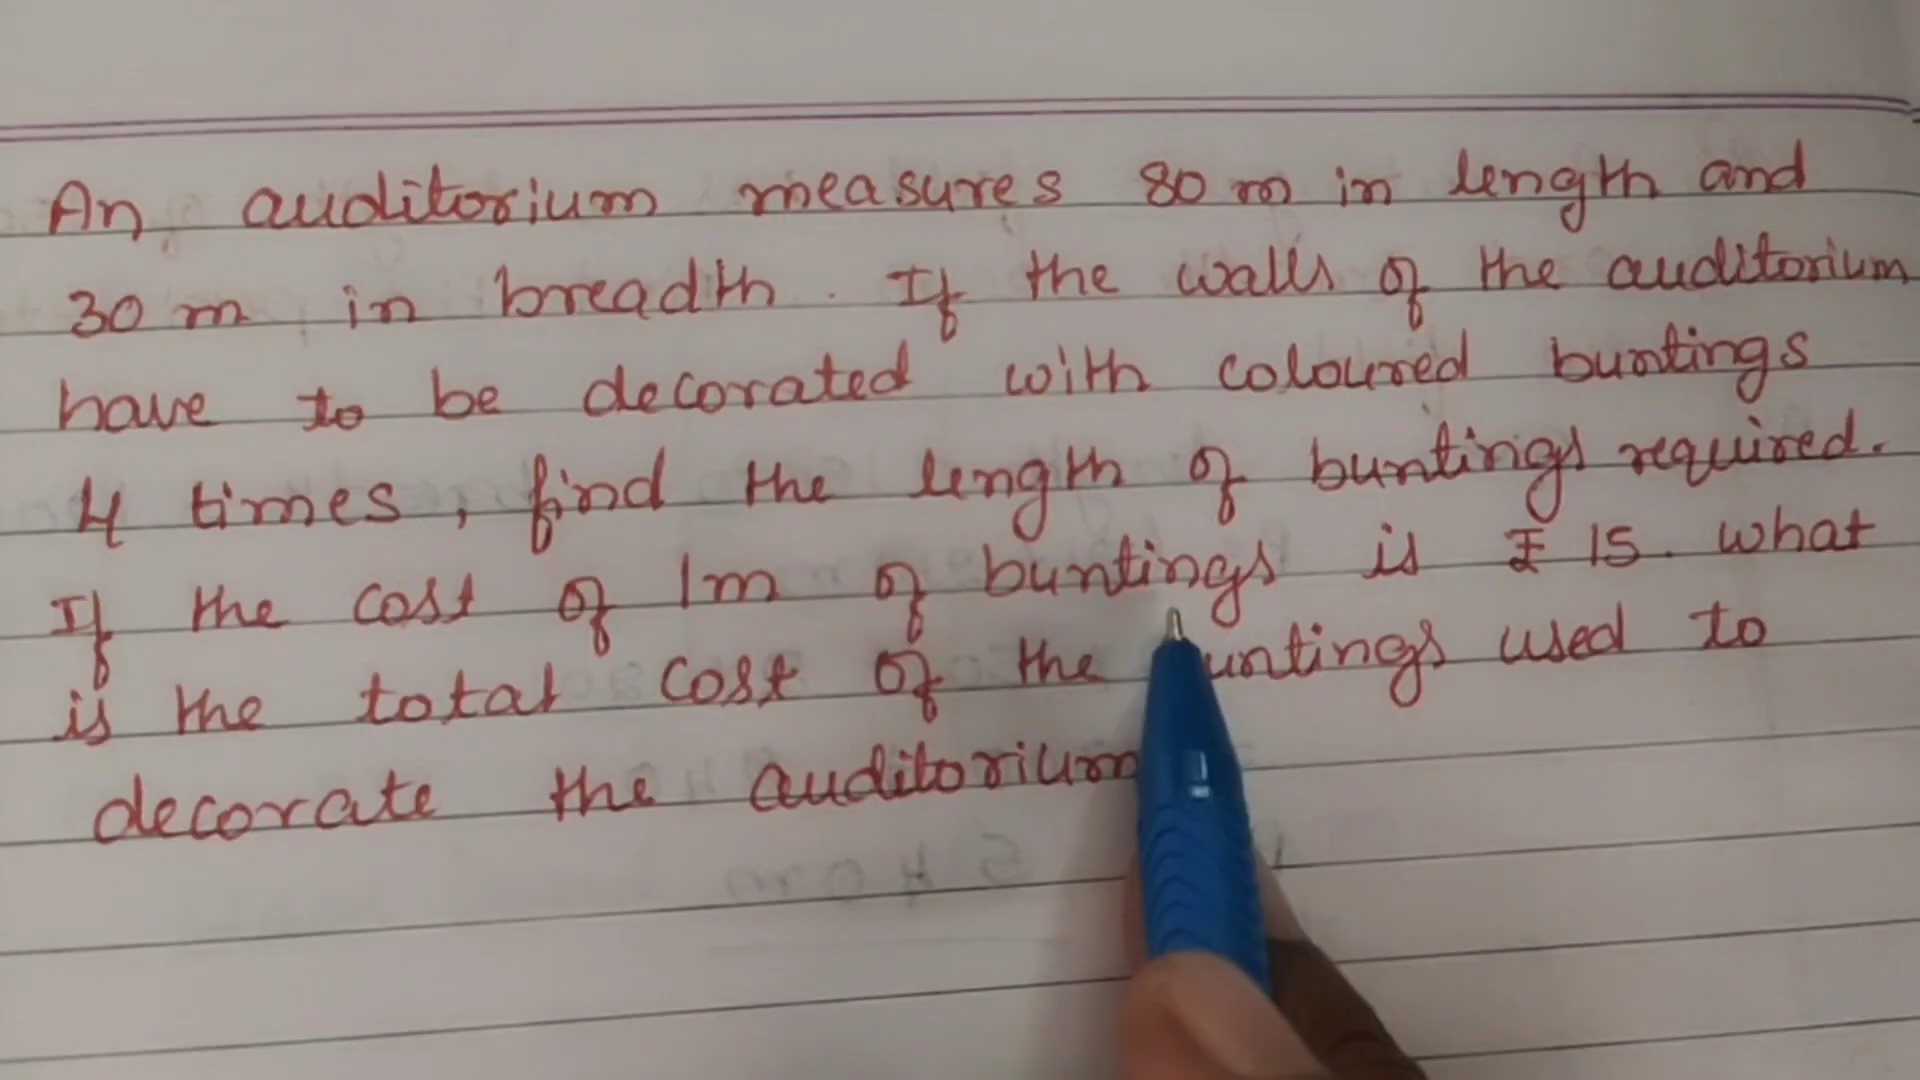 An auditorium measures 80 m in length and
30 m in breadth. If the walls of the auditorium
have to be decorated with coloured buntings
4 times, find the length of buntings required.
If the cost of 1m of buntings is ₹ 15. what
is the total cost of the untings used to
decorate the auditorium